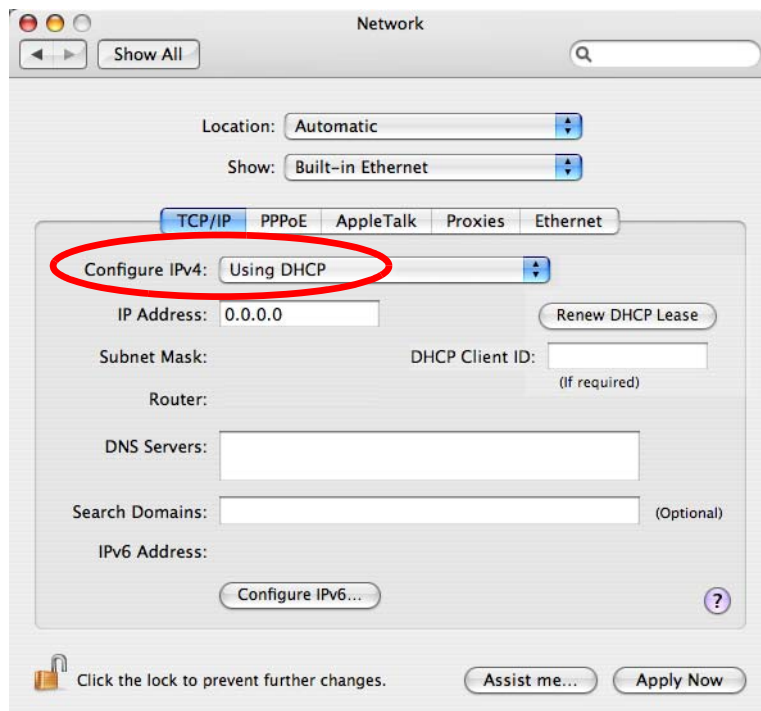 Network
Show All
Location: Automatic
Show: Built-in Ethernet
TCP/IP PPPoE AppleTalk Proxies Ethernet
Configure IPv4: Using DHCP
IP Address: 0.0.0.0 Renew DHCP Lease
Subnet Mask: DHCP Client ID:
(If required)
Router:
DNS Servers:
Search Domains: (Optional)
IPv6 Address:
Configure IPv6... ?
Click the lock to prevent further changes. Assist me... Apply Now